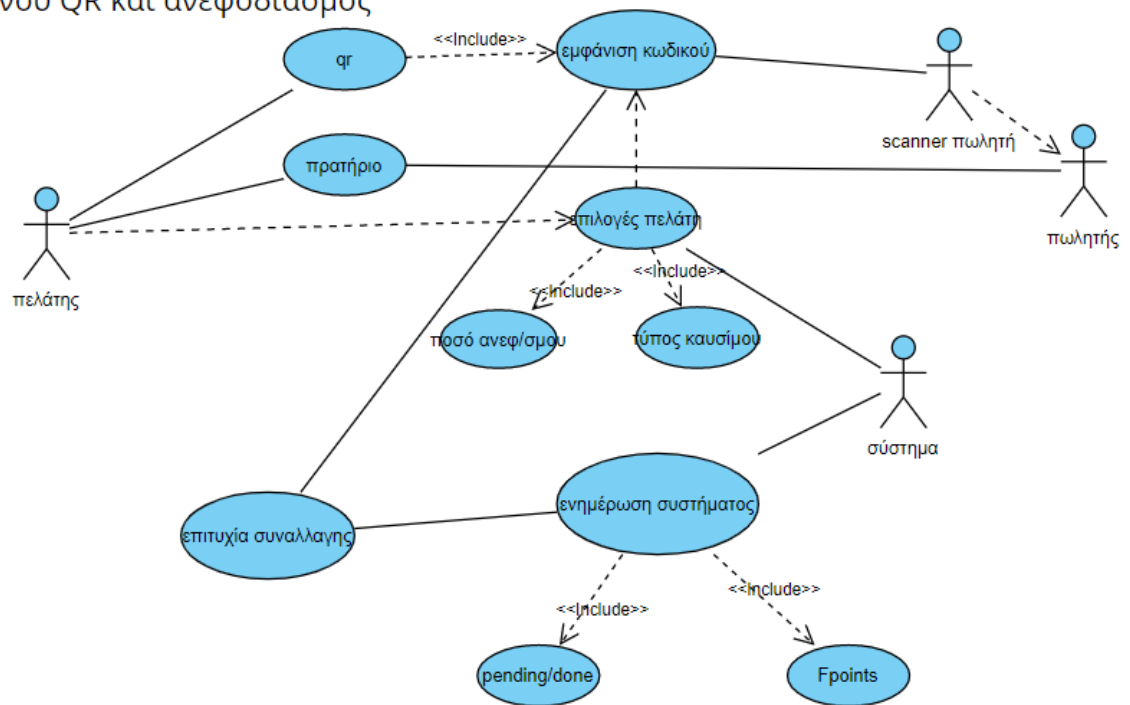 νου QR και ανεφοδιασμός
<<Include>>
qr
εμφάνιση κωδικού
scanner πωλητή
πρατήριο
πωλητής
επιλογές πελάτη
πελάτης
<<Include>>
<<Include>>
ποσό ανεφ/σμου
τύπος καυσίμου
σύστημα
ενημέρωση συστήματος
επιτυχία συναλλαγης
<<Include>>
<<Include>>
pending/done
Fpoints